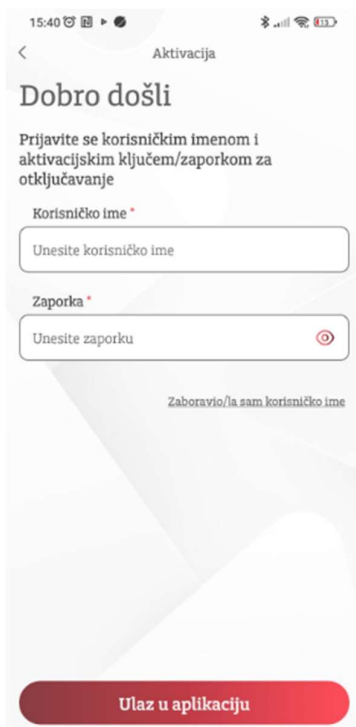 15:40
Aktivacija
Dobro došli
Prijavite se korisničkim imenom i
aktivacijskim ključem/zaporkom za
otključavanje
Korisničko ime *
Unesite korisničko ime
Zaporka *
Unesite zaporku
Zaboravio/la sam korisničko ime
Ulaz u aplikaciju